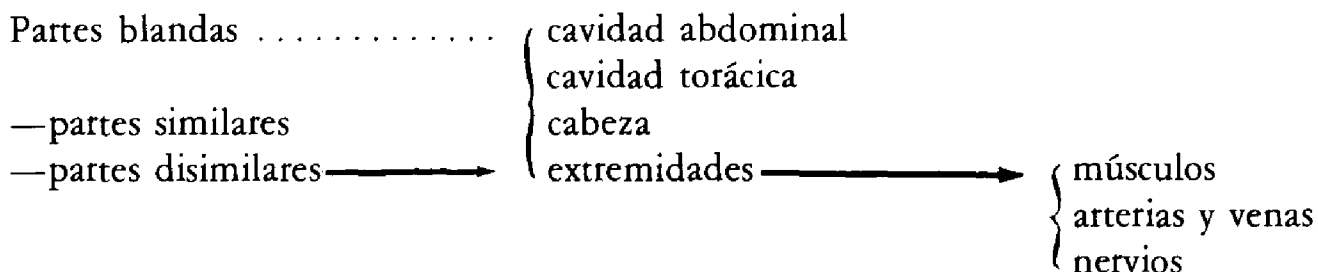 Partes blandas ............. cavidad abdominal
cavidad torácica
—partes similares cabeza
—partes disimilares extremidades músculos
arterias y venas
nervios